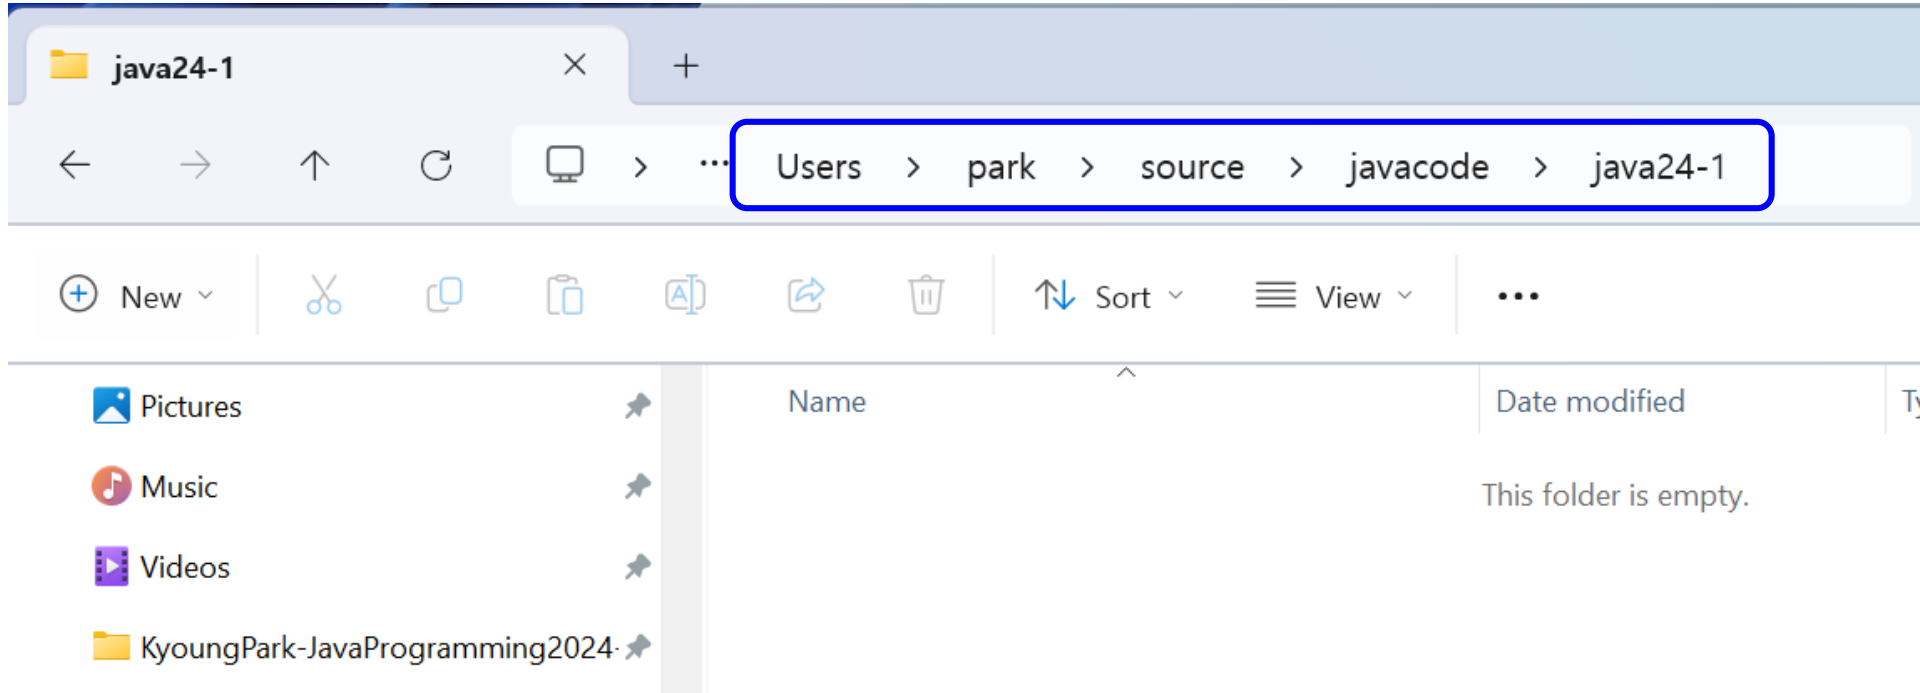 java24-1
... Users > park > source > javacode > java24-1
New Sort View ...
Name Date modified Ty
Pictures
Music
This folder is empty.
Videos
KyoungPark-JavaProgramming2024-